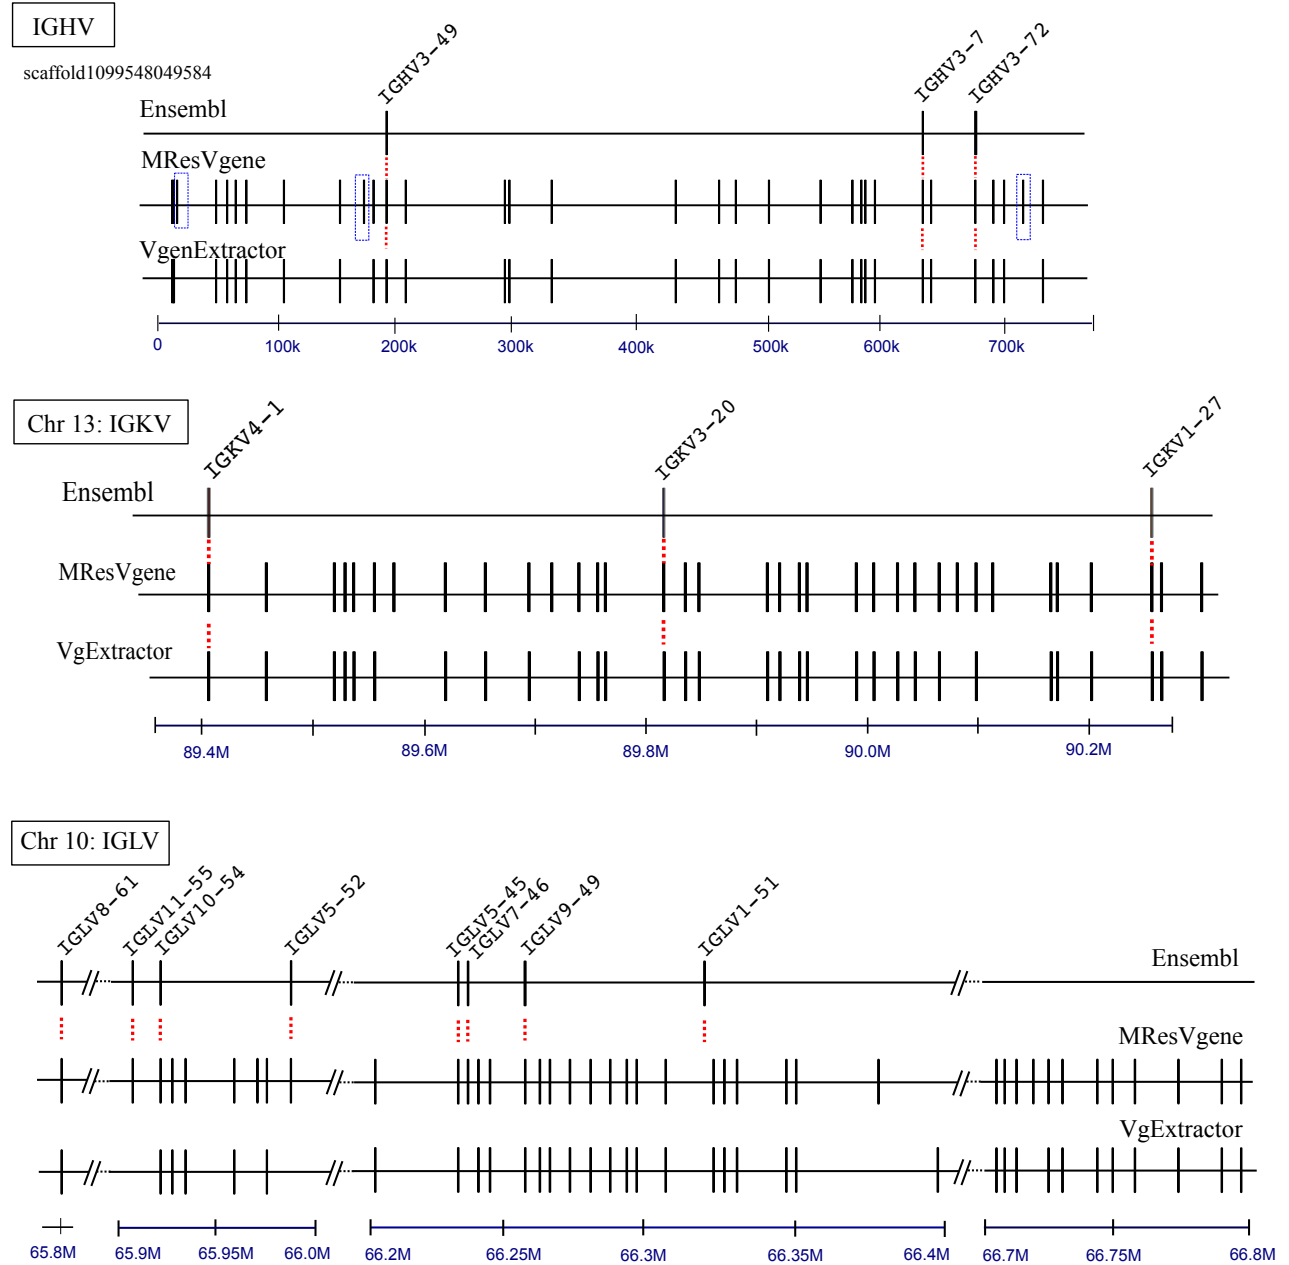 IGHV
scaffold1099548049584
IGHV3-49
IGHV3-7
IGHV3-72
Ensembl
MResVgene
VgenExtractor
0 100k 200k 300k 400k 500k 600k 700k
Chr 13: IGKV
IGKV4-1
IGKV3-20
IGKV1-27
Ensembl
MResVgene
VgExtractor
89.4M 89.6M 89.8M 90.0M 90.2M
Chr 10: IGLV
IGLV8-61
IGLV11-55
IGLV10-54
IGLV5-52
IGLV5-45
IGLV7-46
IGLV9-49
IGLV1-51
Ensembl
MResVgene
VgExtractor
65.8M 65.9M 65.95M 66.0M 66.2M 66.25M 66.3M 66.35M 66.4M 66.7M 66.75M 66.8M